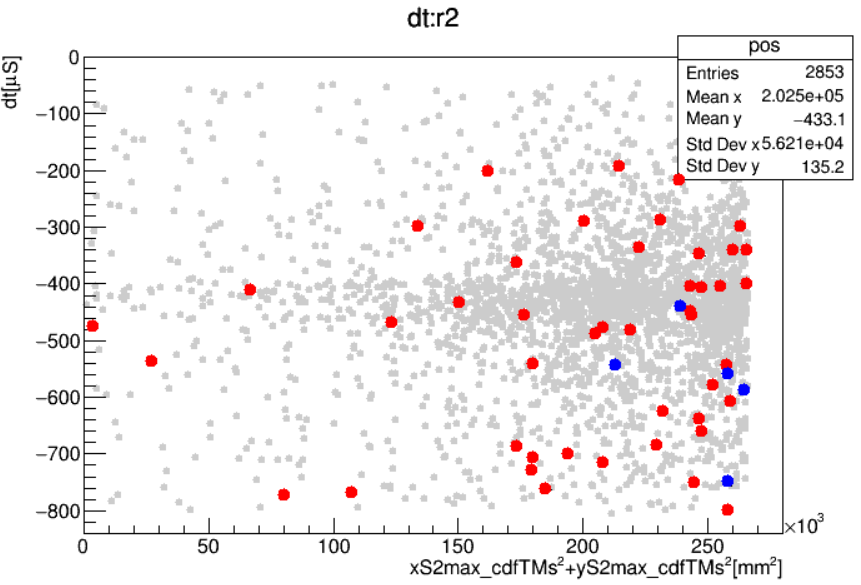 dt:r2
pos
Entries 2853
Mean x 2.025e+05
Mean y −433.1
Std Dev x 5.621e+04
Std Dev y 135.2
dt[μS]
0
−100
−200
−300
−400
−500
−600
−700
−800
0 50 100 150 200 250
×10³
xS2max_cdfTMs²+yS2max_cdfTMs²[mm²]